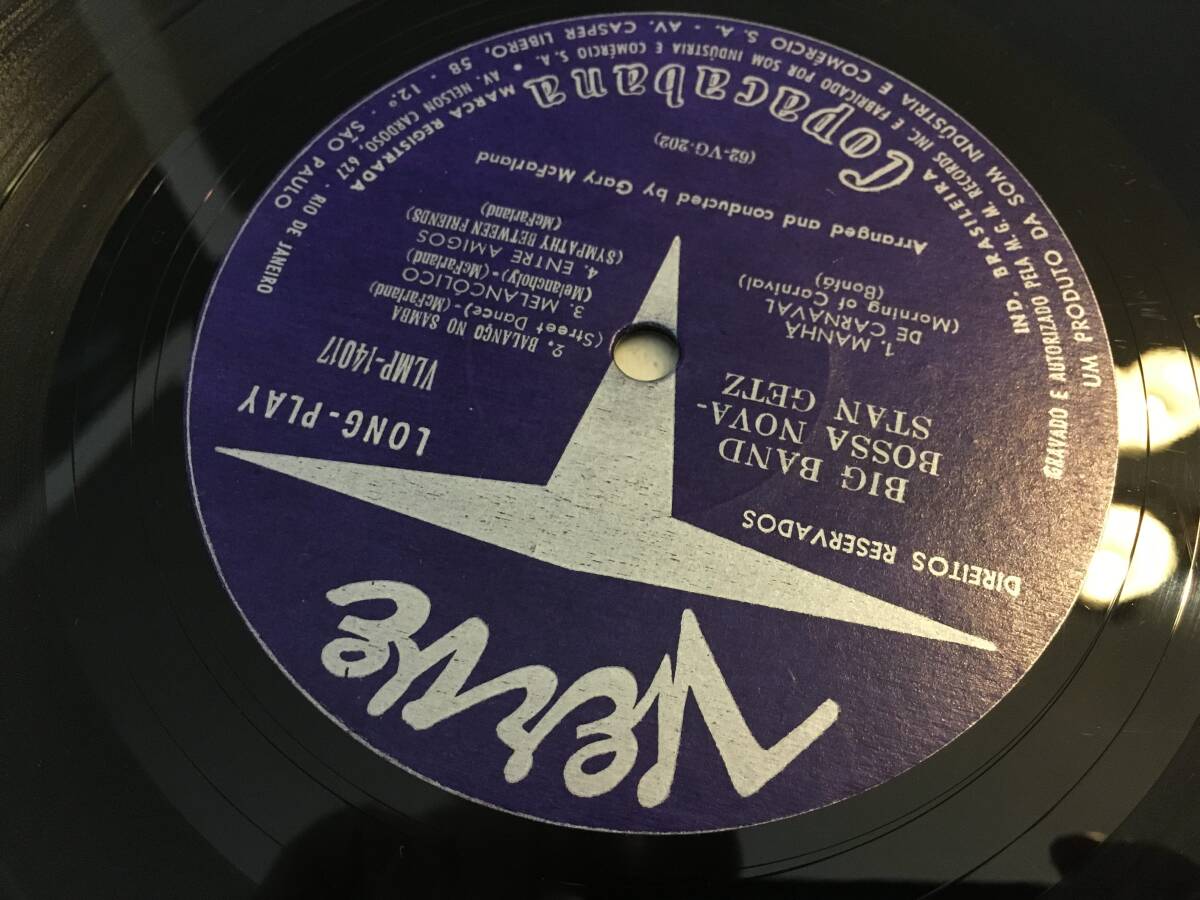 Verve
DIREITOS RESERVADOS
LONG-PLAY
VLMP-14017
BIG BAND
BOSSA NOVA-
STAN GETZ
1. MANHÃ
DE CARNAVAL
(Morning of Carnival)
(Bonfá)
2. BALANÇO NO SAMBA
(Street Dance)-(McFarland)
3. MELANCÓLICO
(Melancholy)-(McFarland)
4. ENTRE AMIGOS
(SYMPATHY BETWEEN FRIENDS)
(McFarland)
Arranged and conducted by Gary McFarland
(62-VG-202)
IND. BRASILEIRA Copacabana MARCA REGISTRADA
GRAVADO E AUTORIZADO PELA M. G. M. RECORDS INC. E FABRICADO POR SOM INDÚSTRIA E COMÉRCIO S. A. • AV. NELSON CARDOSO, 627 - RIO DE JANEIRO
UM PRODUTO DA SOM INDÚSTRIA E COMÉRCIO S. A. - AV. CASPER LIBERO, 58 - 12.º - SÃO PAULO